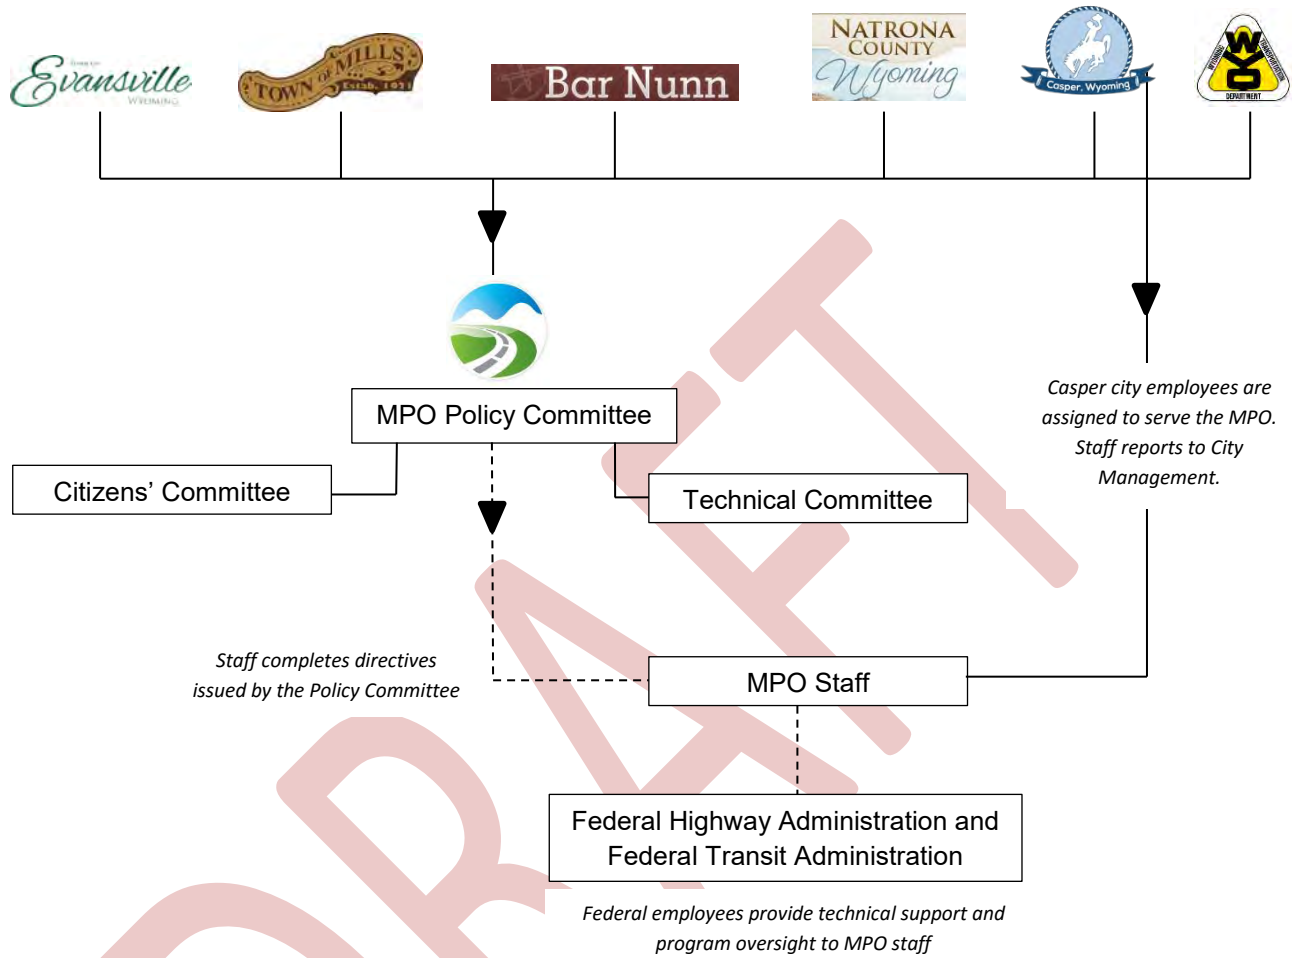 Evansville
WYOMING
TOWN OF MILLS
ESTAB. 1921
Bar Nunn
NATRONA
COUNTY
Wyoming
Casper, Wyoming
WYOMING TRANSPORTATION
WYO
DEPARTMENT
MPO Policy Committee
Citizens’ Committee
Technical Committee
Casper city employees are
assigned to serve the MPO.
Staff reports to City
Management.
Staff completes directives
issued by the Policy Committee
MPO Staff
Federal Highway Administration and
Federal Transit Administration
Federal employees provide technical support and
program oversight to MPO staff
DRAFT